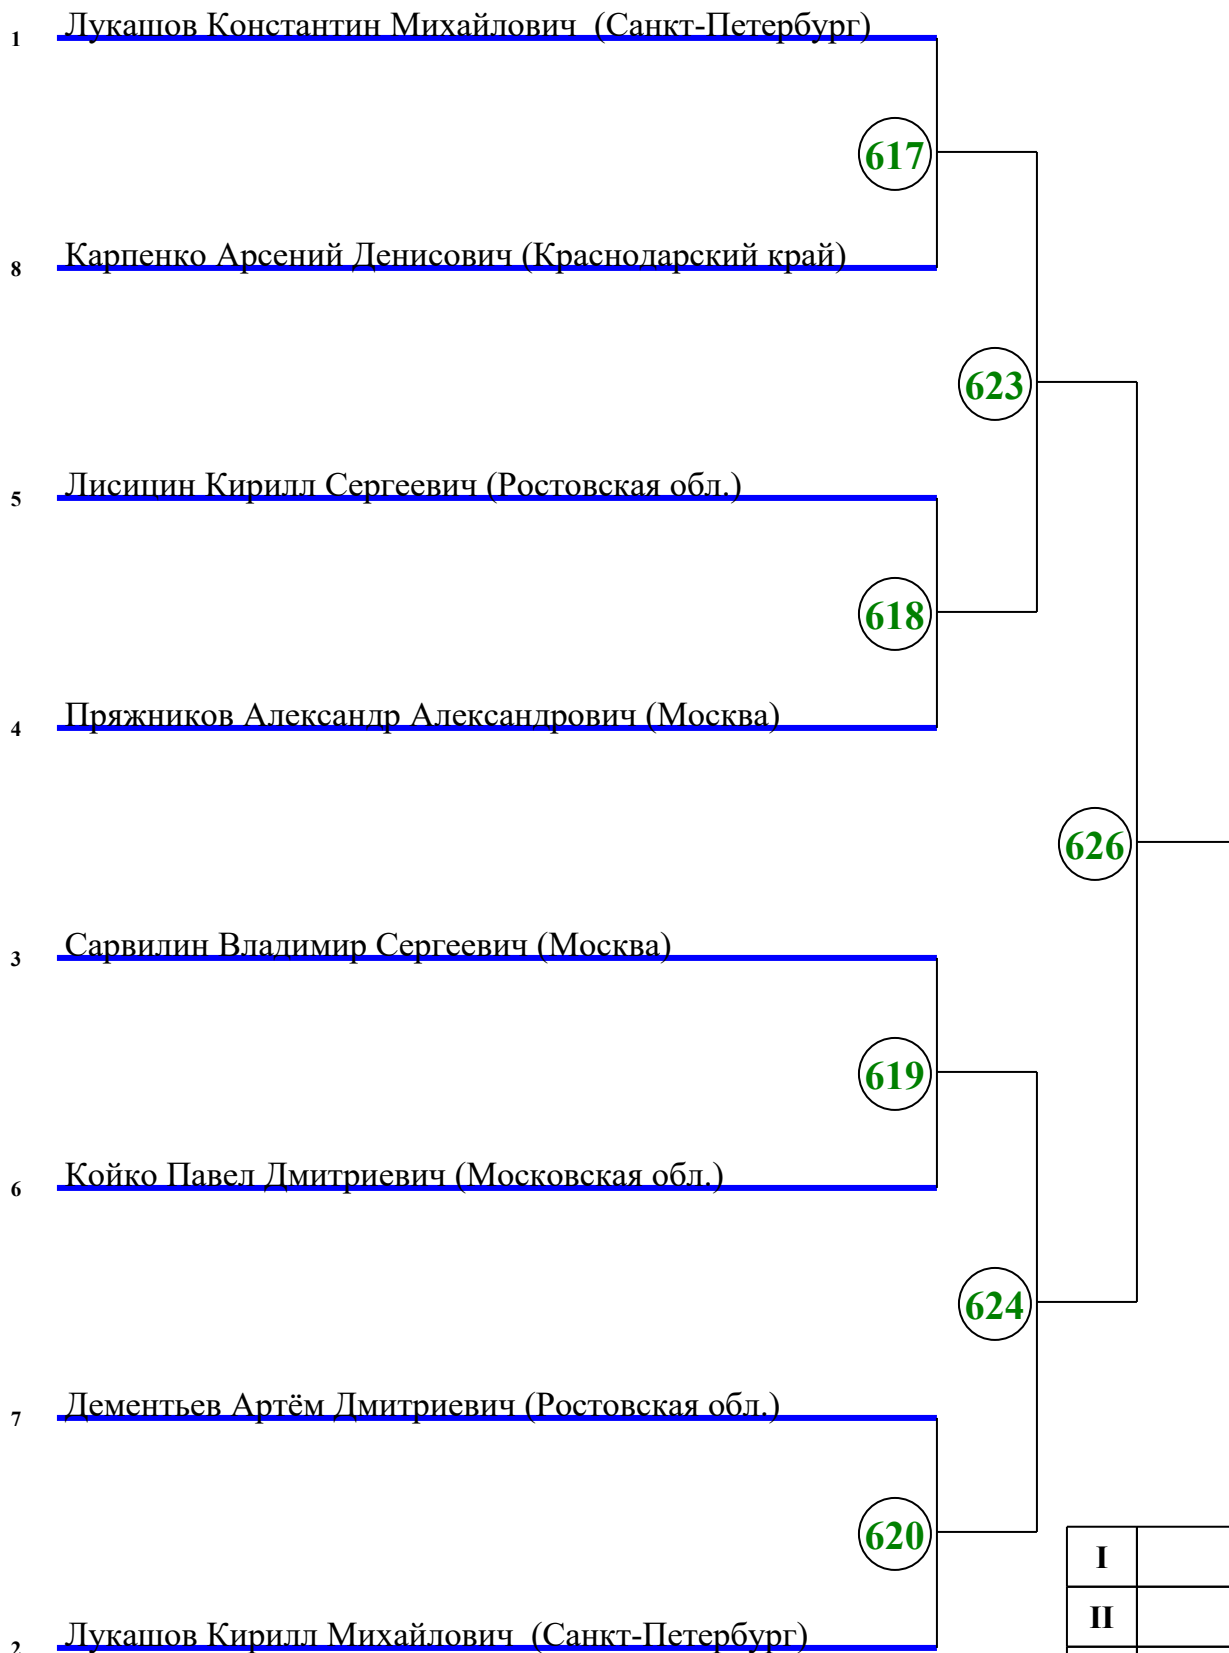 1 Лукашов Константин Михайлович (Санкт-Петербург)
617
8 Карпенко Арсений Денисович (Краснодарский край)
623
5 Лисицин Кирилл Сергеевич (Ростовская обл.)
618
4 Пряжников Александр Александрович (Москва)
626
3 Сарвилин Владимир Сергеевич (Москва)
619
6 Койко Павел Дмитриевич (Московская обл.)
624
7 Дементьев Артём Дмитриевич (Ростовская обл.)
620
I
II
2 Лукашов Кирилл Михайлович (Санкт-Петербург)